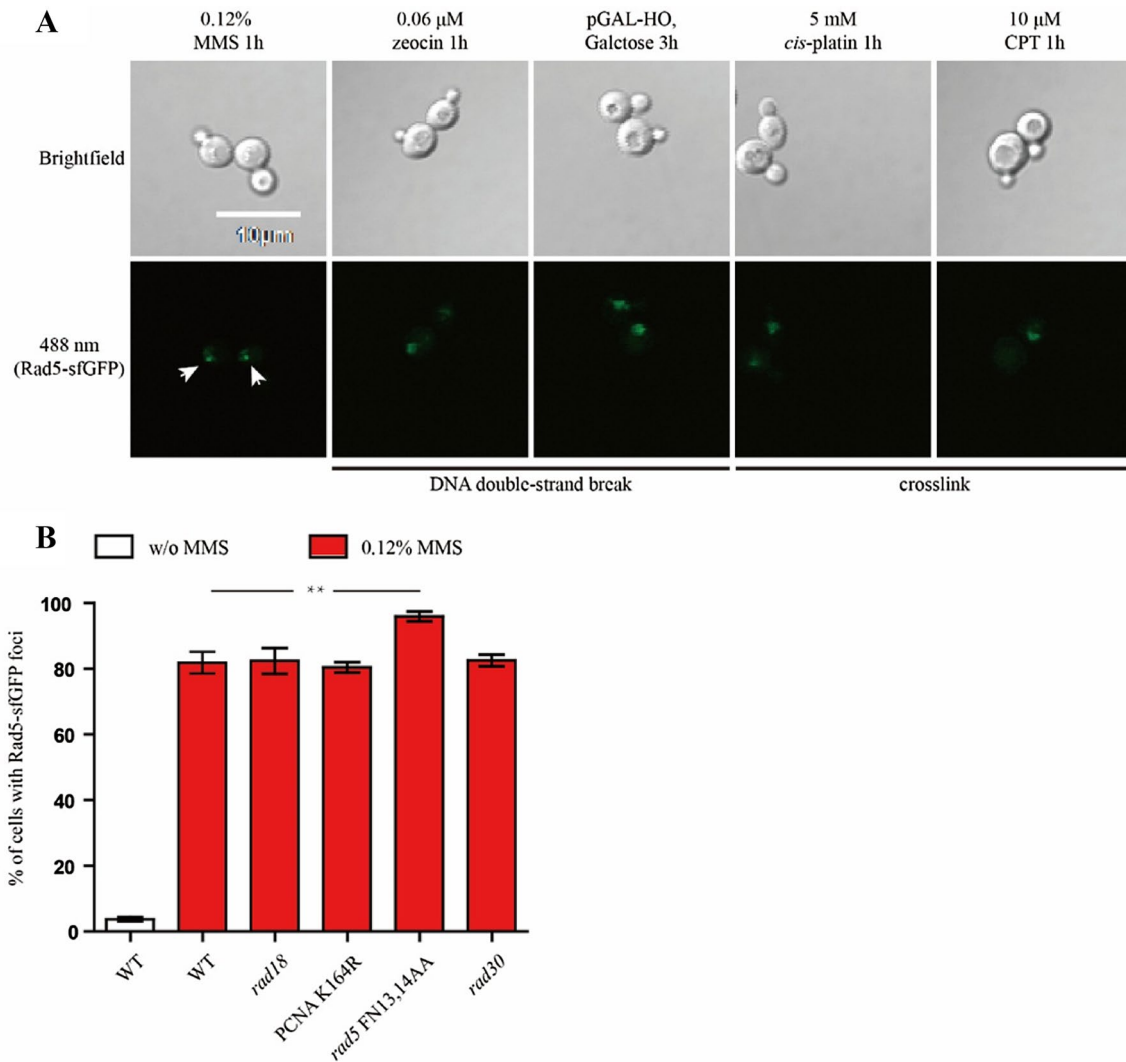 A
0.12%
MMS 1h
0.06 μM
zeocin 1h
pGAL-HO,
Galctose 3h
5 mM
cis-platin 1h
10 μM
CPT 1h
Brightfield
10μm
488 nm
(Rad5-sfGFP)
DNA double-strand break
crosslink
B
w/o MMS
0.12% MMS
**
% of cells with Rad5-sfGFP foci
100
80
60
40
20
0
WT
WT
rad18
PCNA K164R
rad5 FN13,14AA
rad30